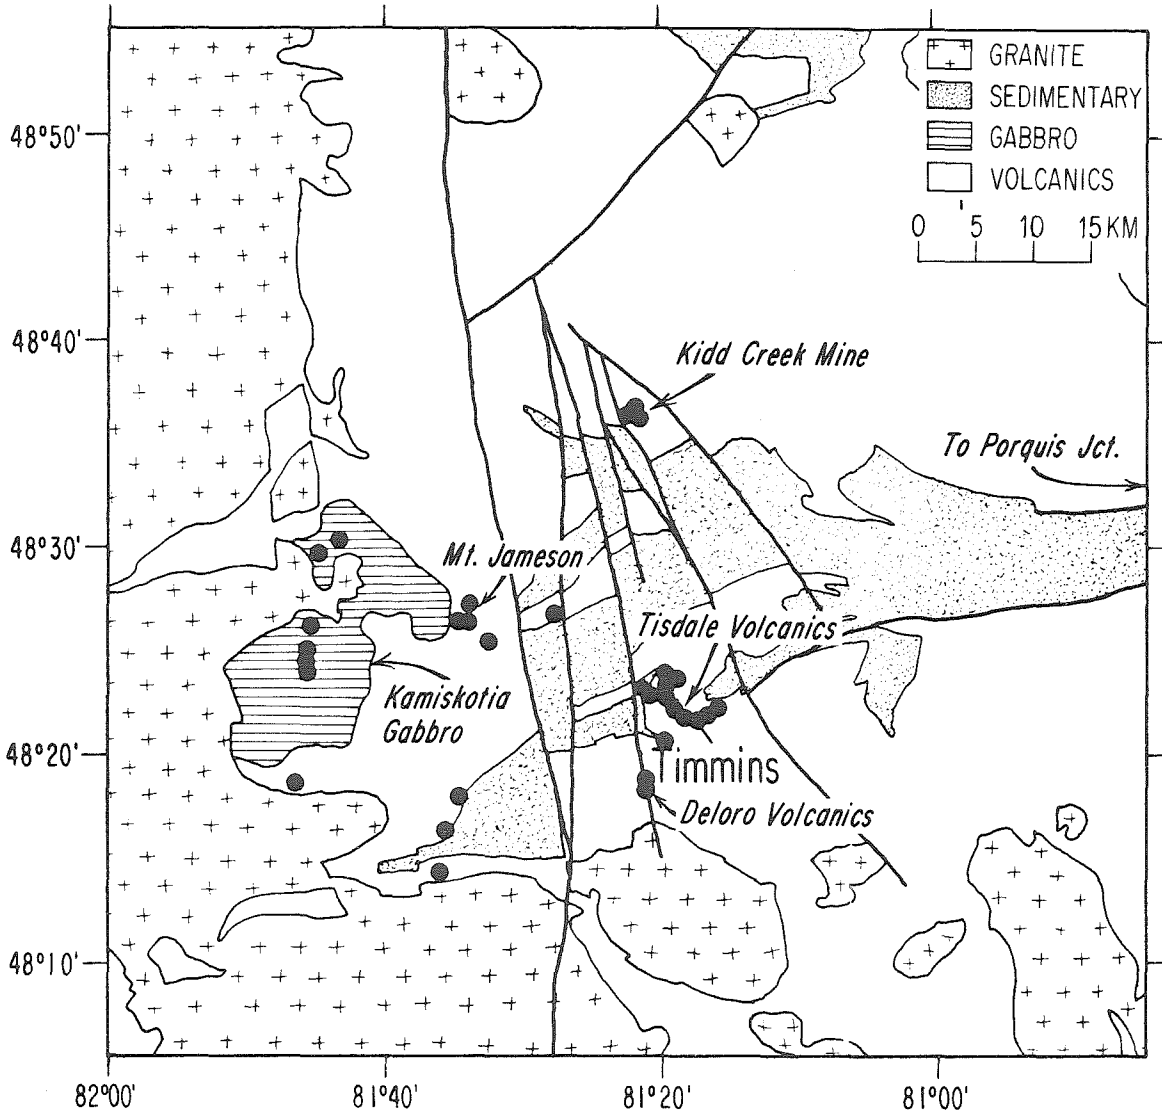 GRANITE
SEDIMENTARY
GABBRO
VOLCANICS
0 5 10 15 KM
48°50'
48°40'
48°30'
48°20'
48°10'
Kidd Creek Mine
To Porquis Jct.
Mt. Jameson
Tisdale Volcanics
Kamiskotia
Gabbro
Timmins
Deloro Volcanics
82°00'
81°40'
81°20'
81°00'